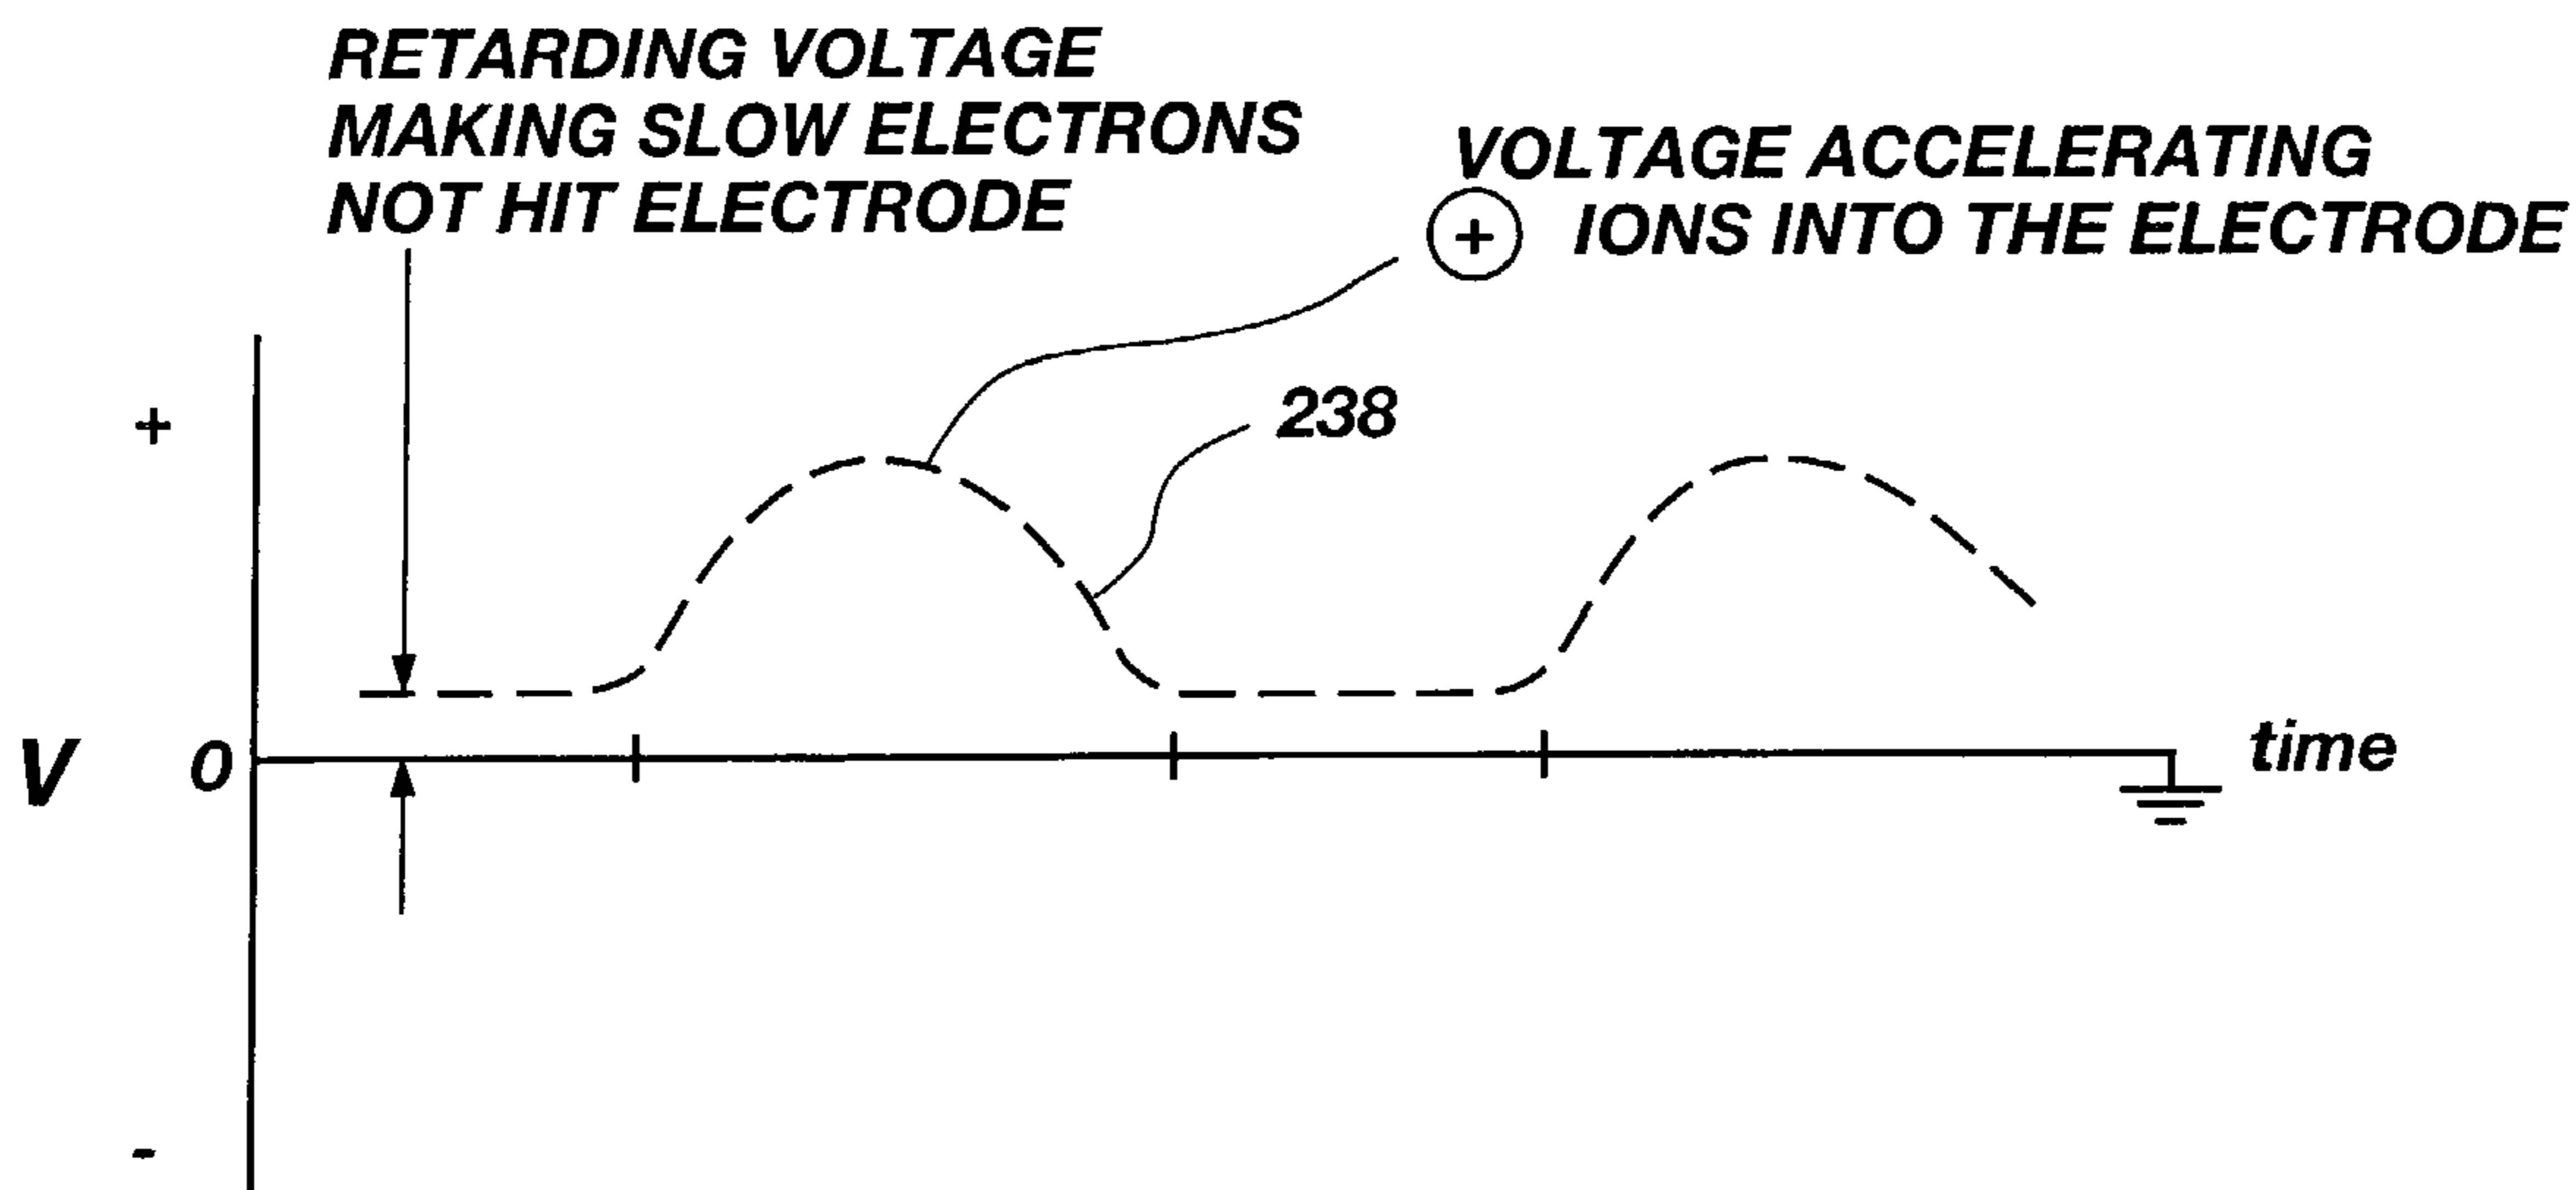 RETARDING VOLTAGE
MAKING SLOW ELECTRONS
NOT HIT ELECTRODE
VOLTAGE ACCELERATING
+ IONS INTO THE ELECTRODE
+
238
V 0
time
-